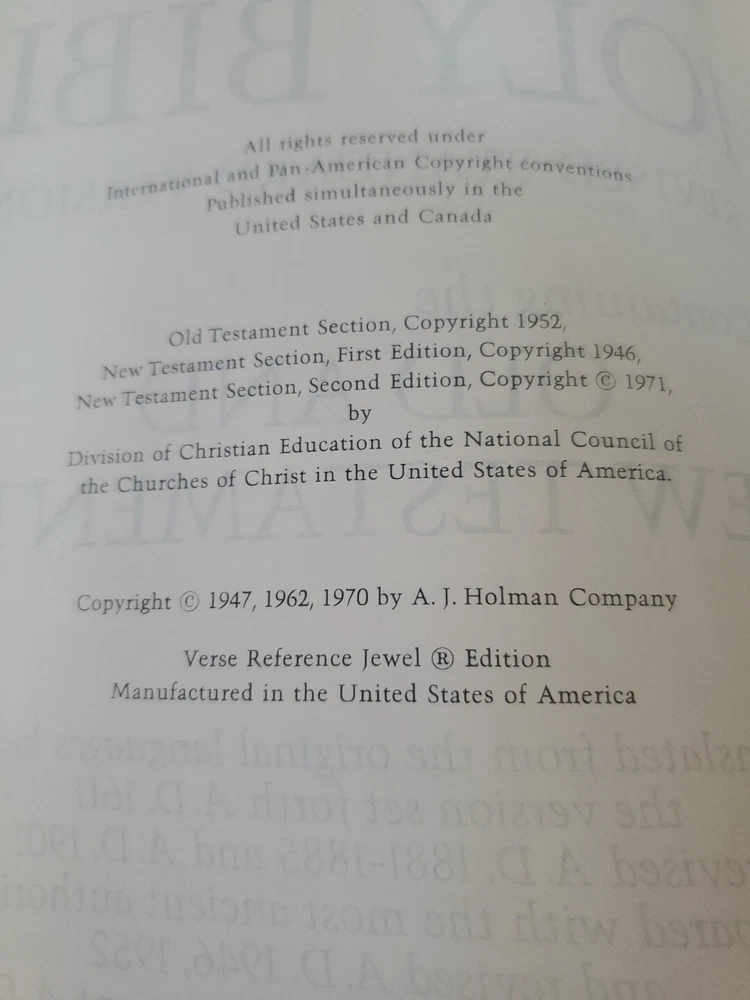 All rights reserved under
International and Pan-American Copyright conventions
Published simultaneously in the
United States and Canada
Old Testament Section, Copyright 1952,
New Testament Section, First Edition, Copyright 1946,
New Testament Section, Second Edition, Copyright © 1971,
by
Division of Christian Education of the National Council of
the Churches of Christ in the United States of America.
Copyright © 1947, 1962, 1970 by A. J. Holman Company
Verse Reference Jewel ® Edition
Manufactured in the United States of America